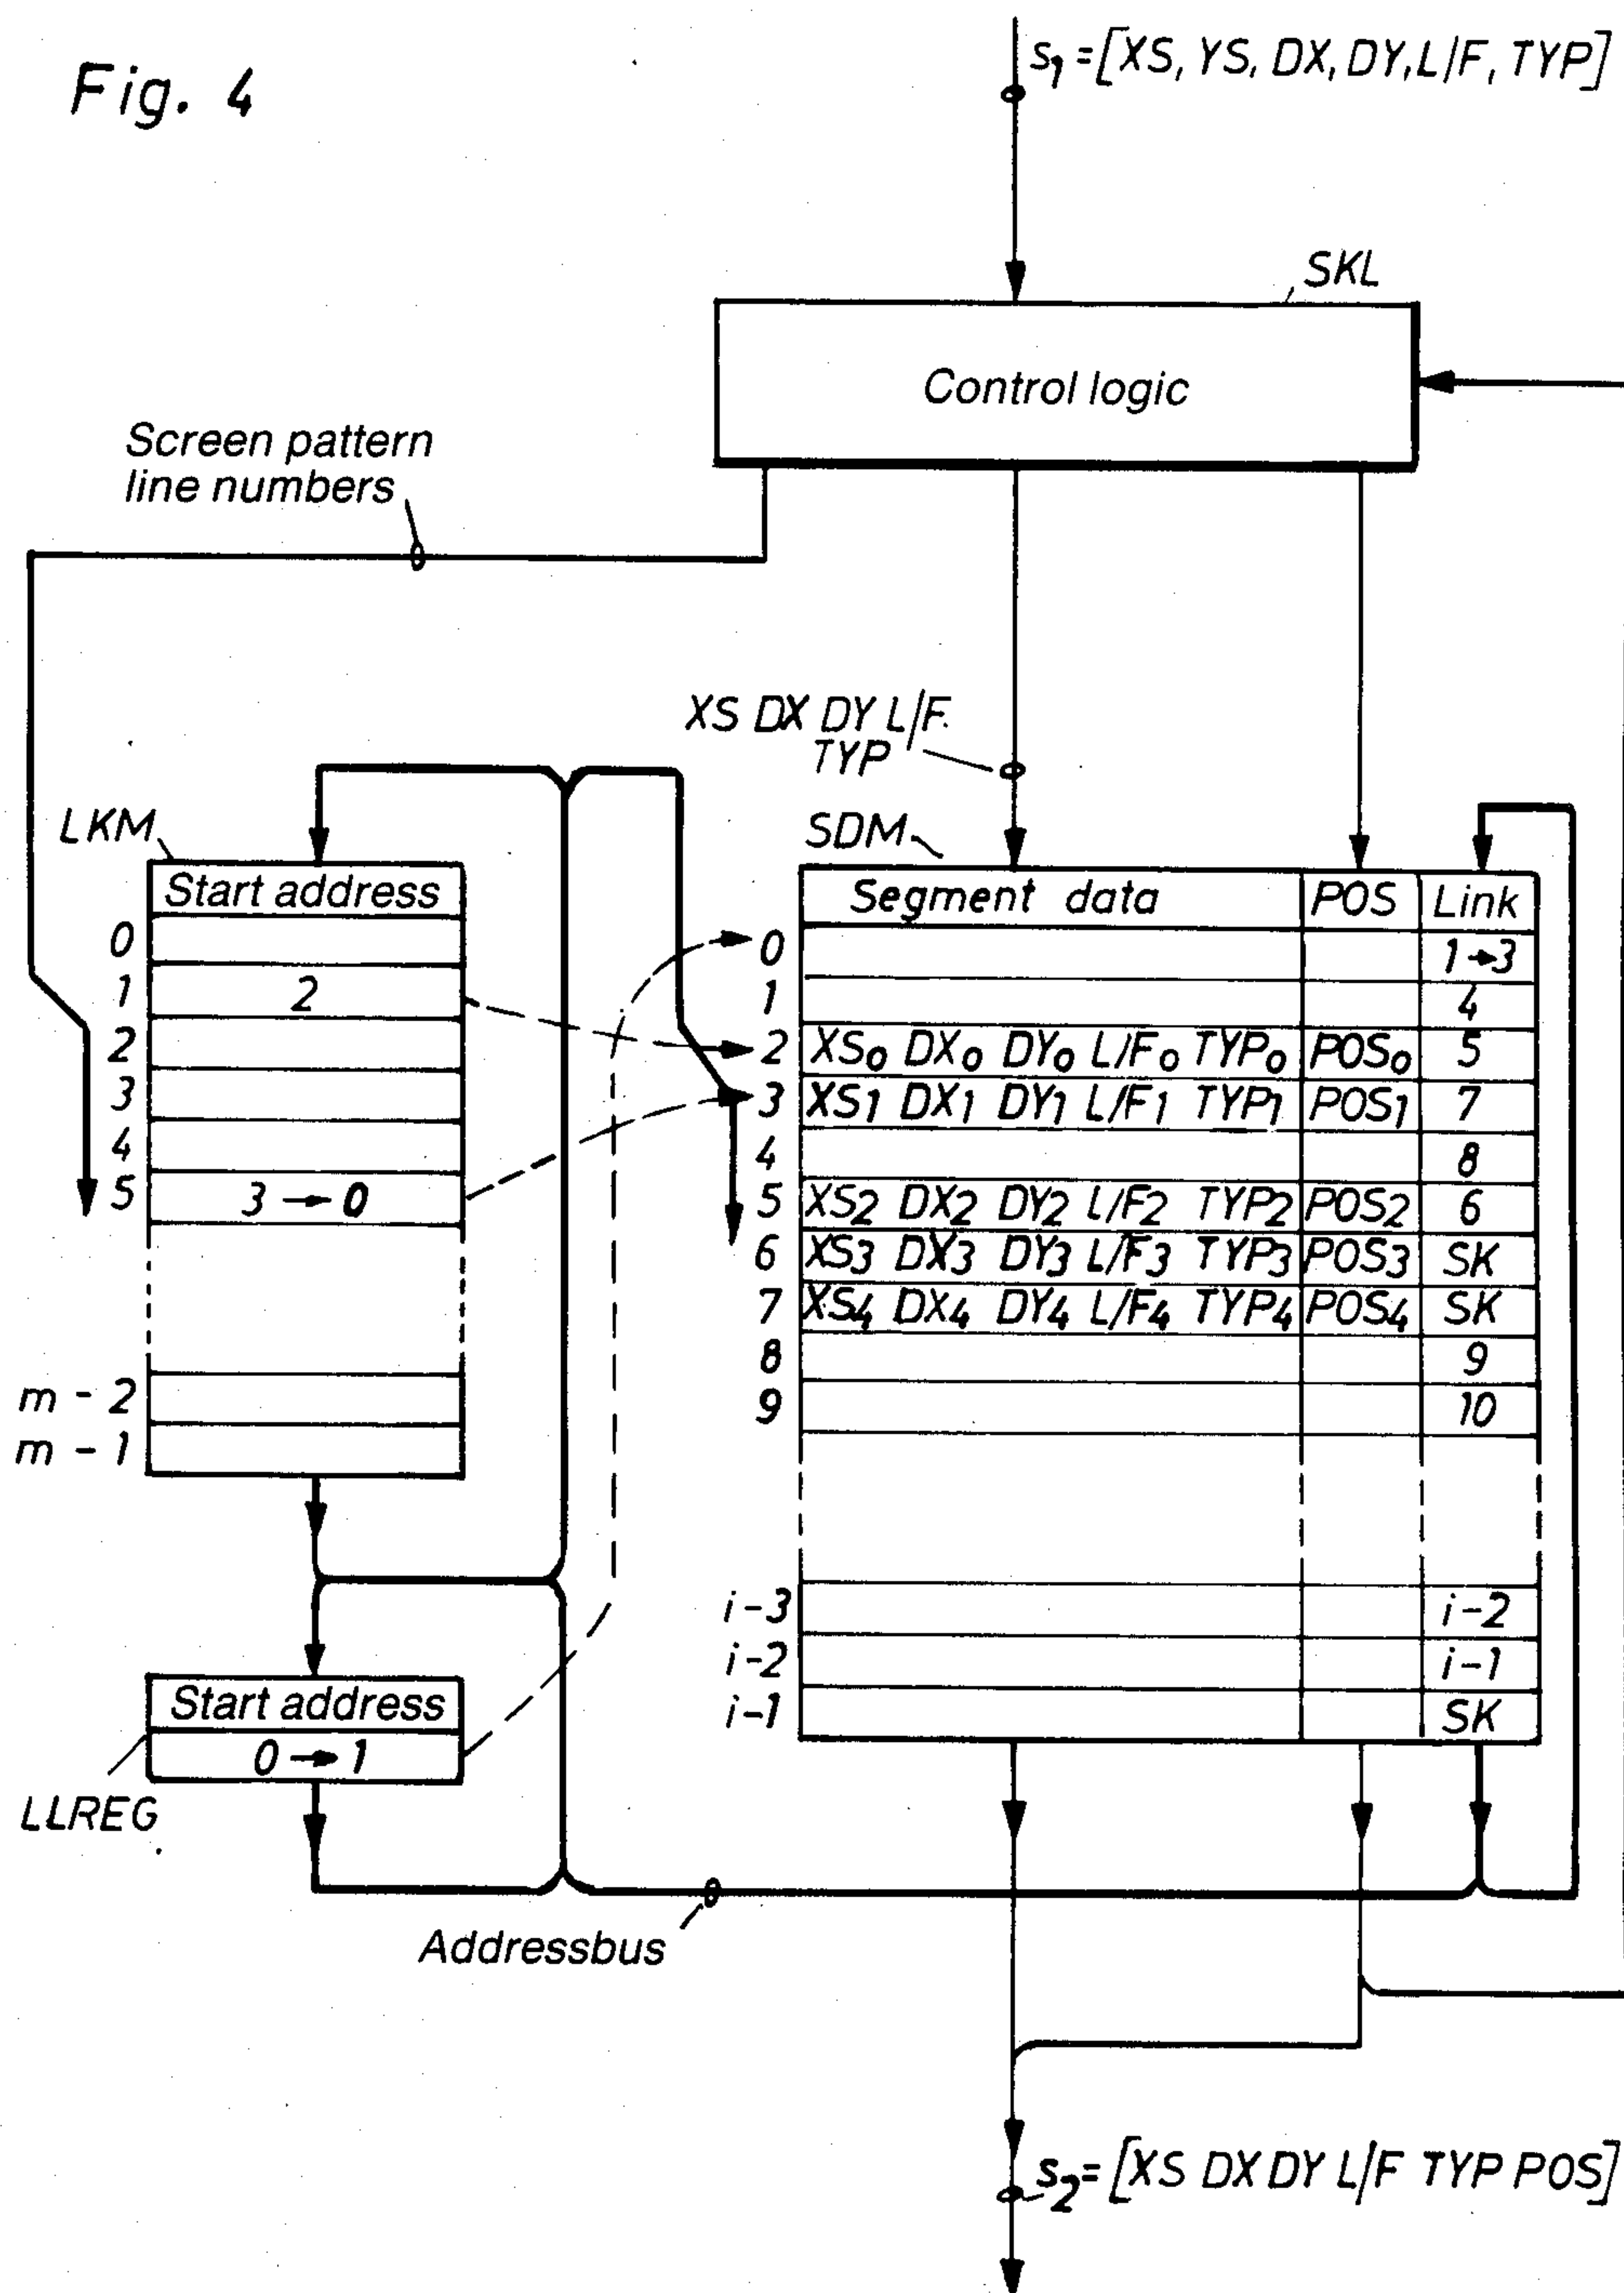 Fig. 4
s₁=[XS, YS, DX, DY, L/F, TYP]
SKL
Control logic
Screen pattern
line numbers
XS DX DY L/F
TYP
LKM
Start address
0
1 2
2
3
4
5 3→0
m-2
m-1
SDM
Segment data POS Link
0 1→3
1 4
2 XS₀ DX₀ DY₀ L/F₀ TYP₀ POS₀ 5
3 XS₁ DX₁ DY₁ L/F₁ TYP₁ POS₁ 7
4 8
5 XS₂ DX₂ DY₂ L/F₂ TYP₂ POS₂ 6
6 XS₃ DX₃ DY₃ L/F₃ TYP₃ POS₃ SK
7 XS₄ DX₄ DY₄ L/F₄ TYP₄ POS₄ SK
8 9
9 10
i-3 i-2
i-2 i-1
i-1 SK
Start address
0→1
LLREG
Addressbus
s₂=[XS DX DY L/F TYP POS]